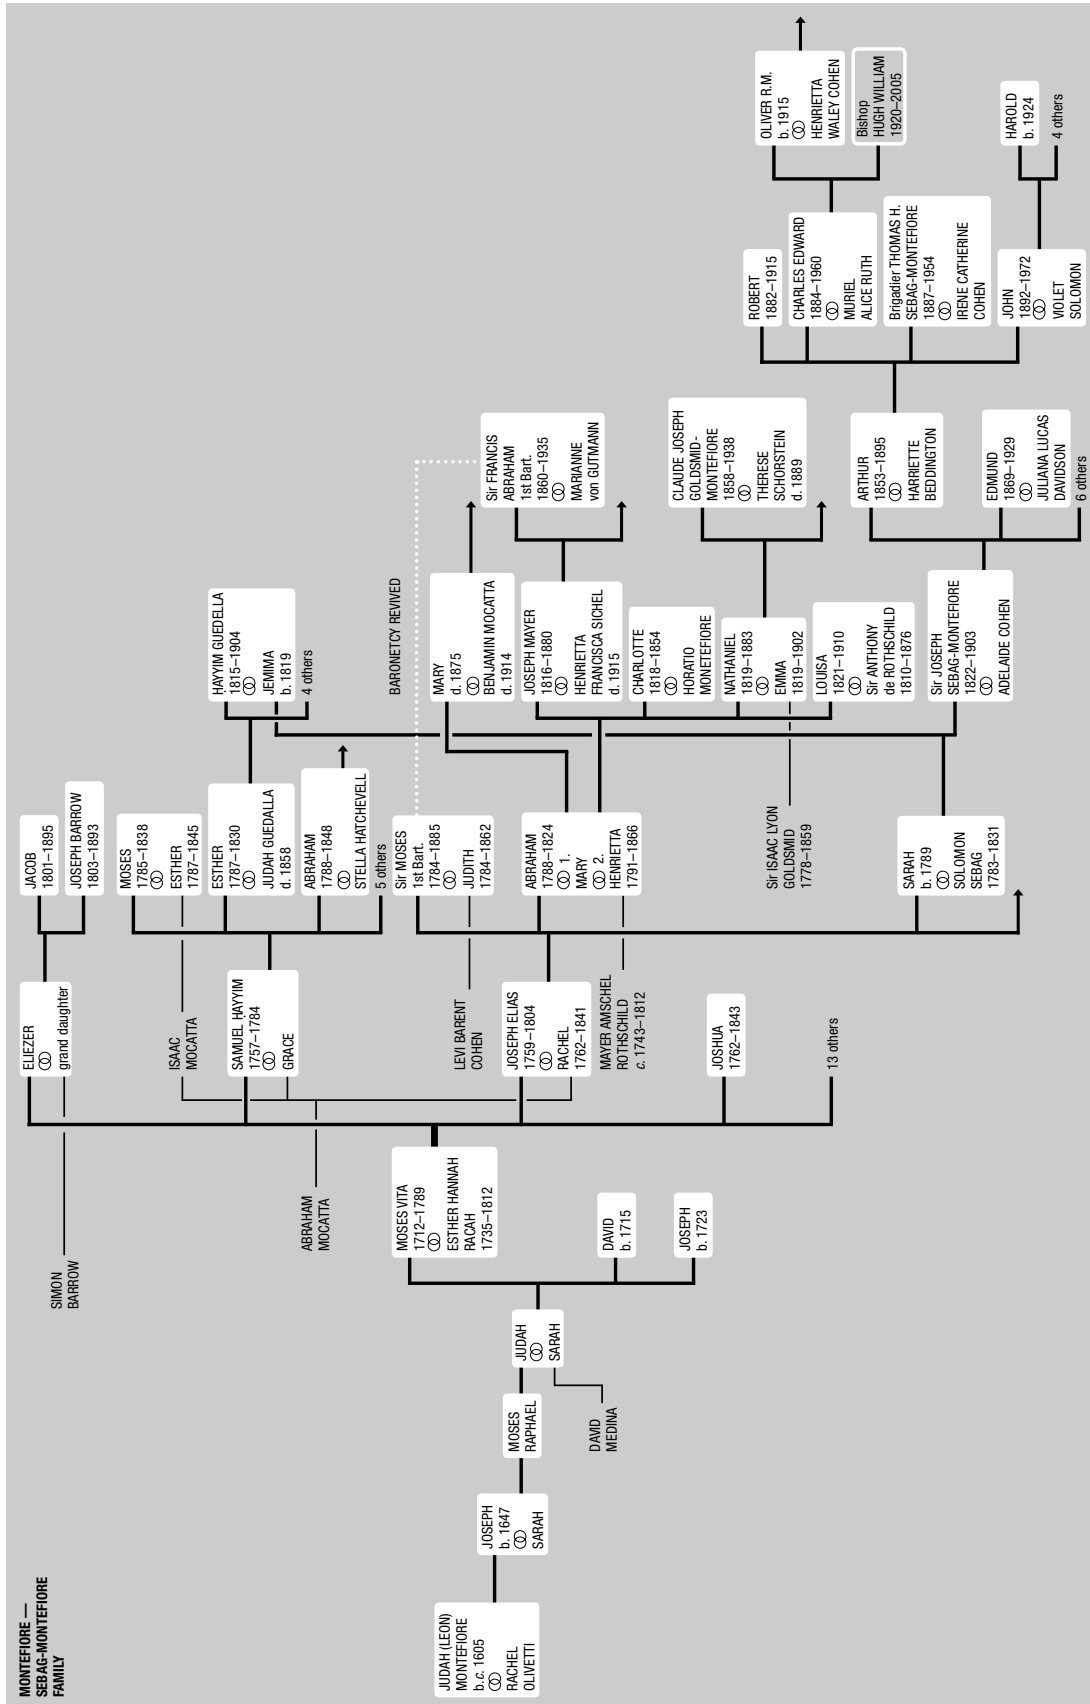 MONTEFIORE —
SEBAG-MONTEFIORE
FAMILY
JUDAH (LEON)
MONTEFIORE
b. c. 1605
RACHEL
OLIVETTI
JOSEPH
b. 1647
SARAH
MOSES
RAPHAEL
JUDAH
SARAH
DAVID
MEDINA
MOSES VITA
1712–1789
ESTHER HANNAH
RACAH
1735–1812
DAVID
b. 1715
JOSEPH
b. 1723
SIMON
BARROW
ABRAHAM
MOCATTA
ELIEZER
grand daughter
ISAAC
MOCATTA
SAMUEL ḤAYYIM
1757–1784
GRACE
LEVI BARENT
COHEN
JOSEPH ELIAS
1759–1804
RACHEL
1762–1841
MAYER AMSCHEL
ROTHSCHILD
c. 1743–1812
JOSHUA
1762–1843
13 others
JACOB
1801–1895
JOSEPH BARROW
1803–1893
MOSES
1785–1838
ESTHER
1787–1845
ESTHER
1787–1830
JUDAH GUEDALLA
d. 1858
ABRAHAM
1788–1848
STELLA HATCHEVELL
5 others
Sir MOSES
1st Bart.
1784–1885
JUDITH
1784–1862
ABRAHAM
1788–1824
1.
MARY
2.
HENRIETTA
1791–1866
Sir ISAAC LYON
GOLDSMID
1778–1859
SARAH
b. 1789
SOLOMON
SEBAG
1783–1831
ḤAYYIM GUEDELLA
1815–1904
JEMIMA
b. 1819
4 others
BARONETCY REVIVED
MARY
d. 1875
BENJAMIN MOCATTA
d. 1914
JOSEPH MAYER
1816–1880
HENRIETTA
FRANCISCA SICHEL
d. 1915
CHARLOTTE
1818–1854
HORATIO
MONETEFIORE
NATHANIEL
1819–1883
EMMA
1819–1902
LOUISA
1821–1910
Sir ANTHONY
de ROTHSCHILD
1810–1876
Sir JOSEPH
SEBAG-MONTEFIORE
1822–1903
ADELAIDE COHEN
Sir FRANCIS
ABRAHAM
1st Bart.
1860–1935
MARIANNE
von GUTMANN
CLAUDE JOSEPH
GOLDSMID-
MONTEFIORE
1858–1938
THERESE
SCHORSTEIN
d. 1889
ARTHUR
1853–1895
HARRIETTE
BEDDINGTON
EDMUND
1869–1929
JULIANA LUCAS
DAVIDSON
6 others
ROBERT
1882–1915
CHARLES EDWARD
1884–1960
MURIEL
ALICE RUTH
Brigadier THOMAS H.
SEBAG-MONTEFIORE
1887–1954
IRENE CATHERINE
COHEN
JOHN
1892–1972
VIOLET
SOLOMON
OLIVER R.M.
b. 1915
HENRIETTA
WALEY COHEN
Bishop
HUGH WILLIAM
1920–2005
HAROLD
b. 1924
4 others